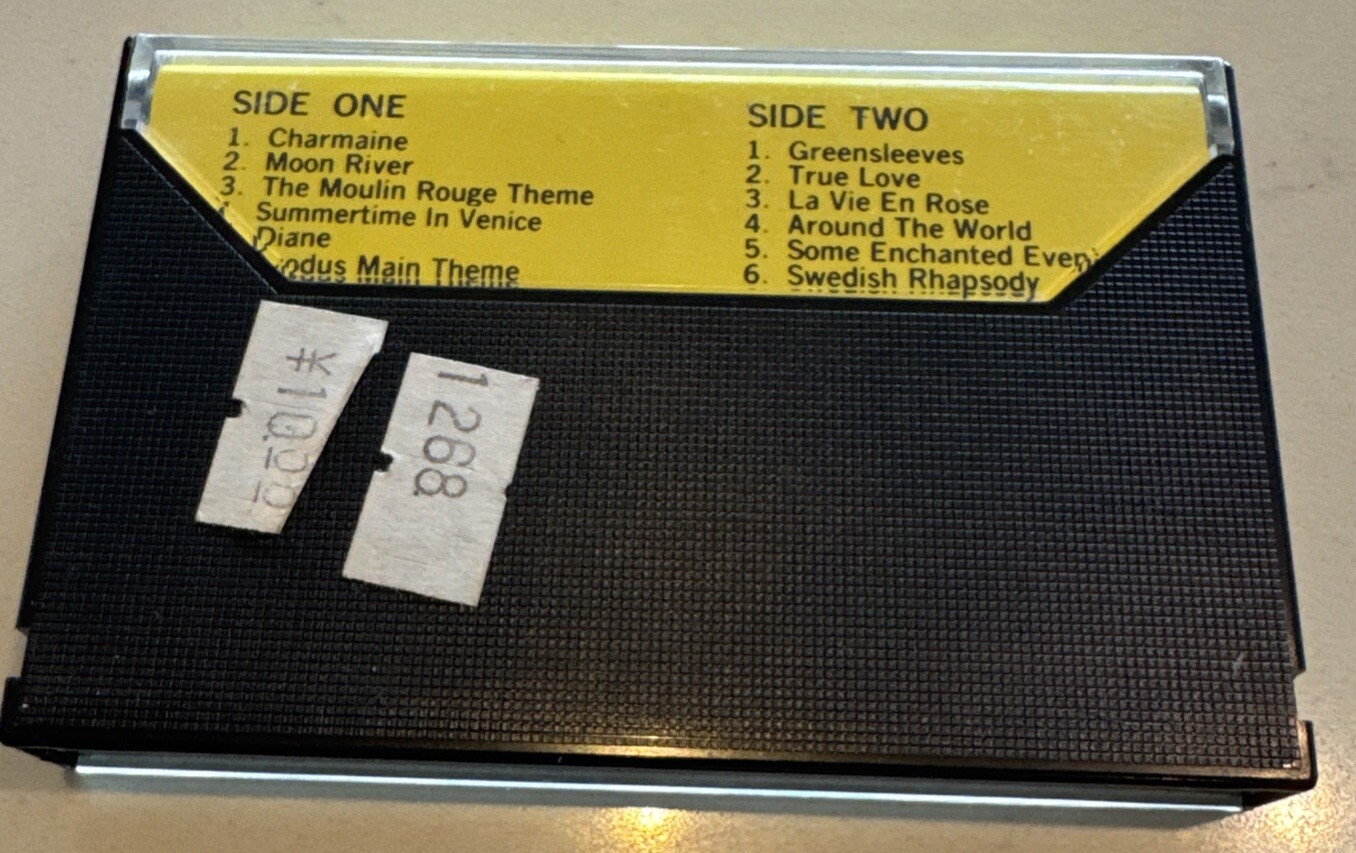 SIDE ONE
1. Charmaine
2. Moon River
3. The Moulin Rouge Theme
Summertime In Venice
Diane
Main Theme
SIDE TWO
1. Greensleeves
2. True Love
3. La Vie En Rose
4. Around The World
5. Some Enchanted
6. Swedish Rhapsody
1268